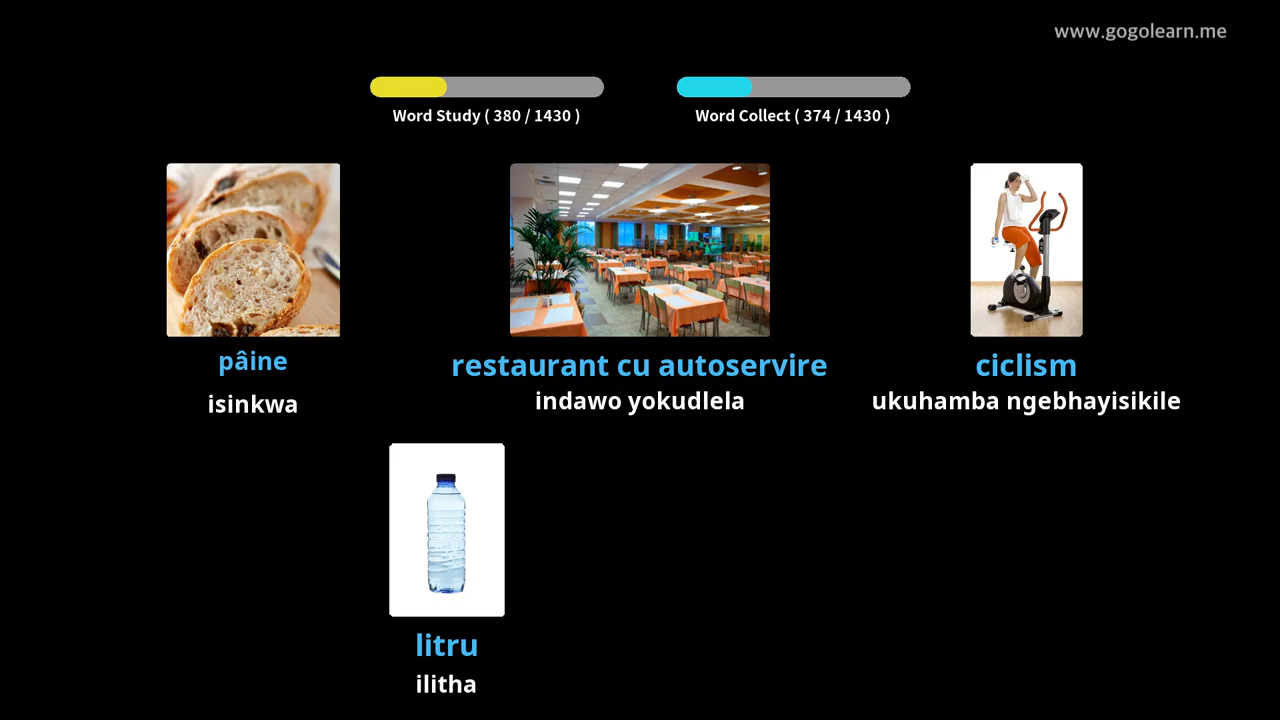 www.gogolearn.me
Word Study ( 380 / 1430 )
Word Collect ( 374 / 1430 )
pâine
isinkwa
restaurant cu autoservire
indawo yokudlela
ciclism
ukuhamba ngebhayisikile
litru
ilitha